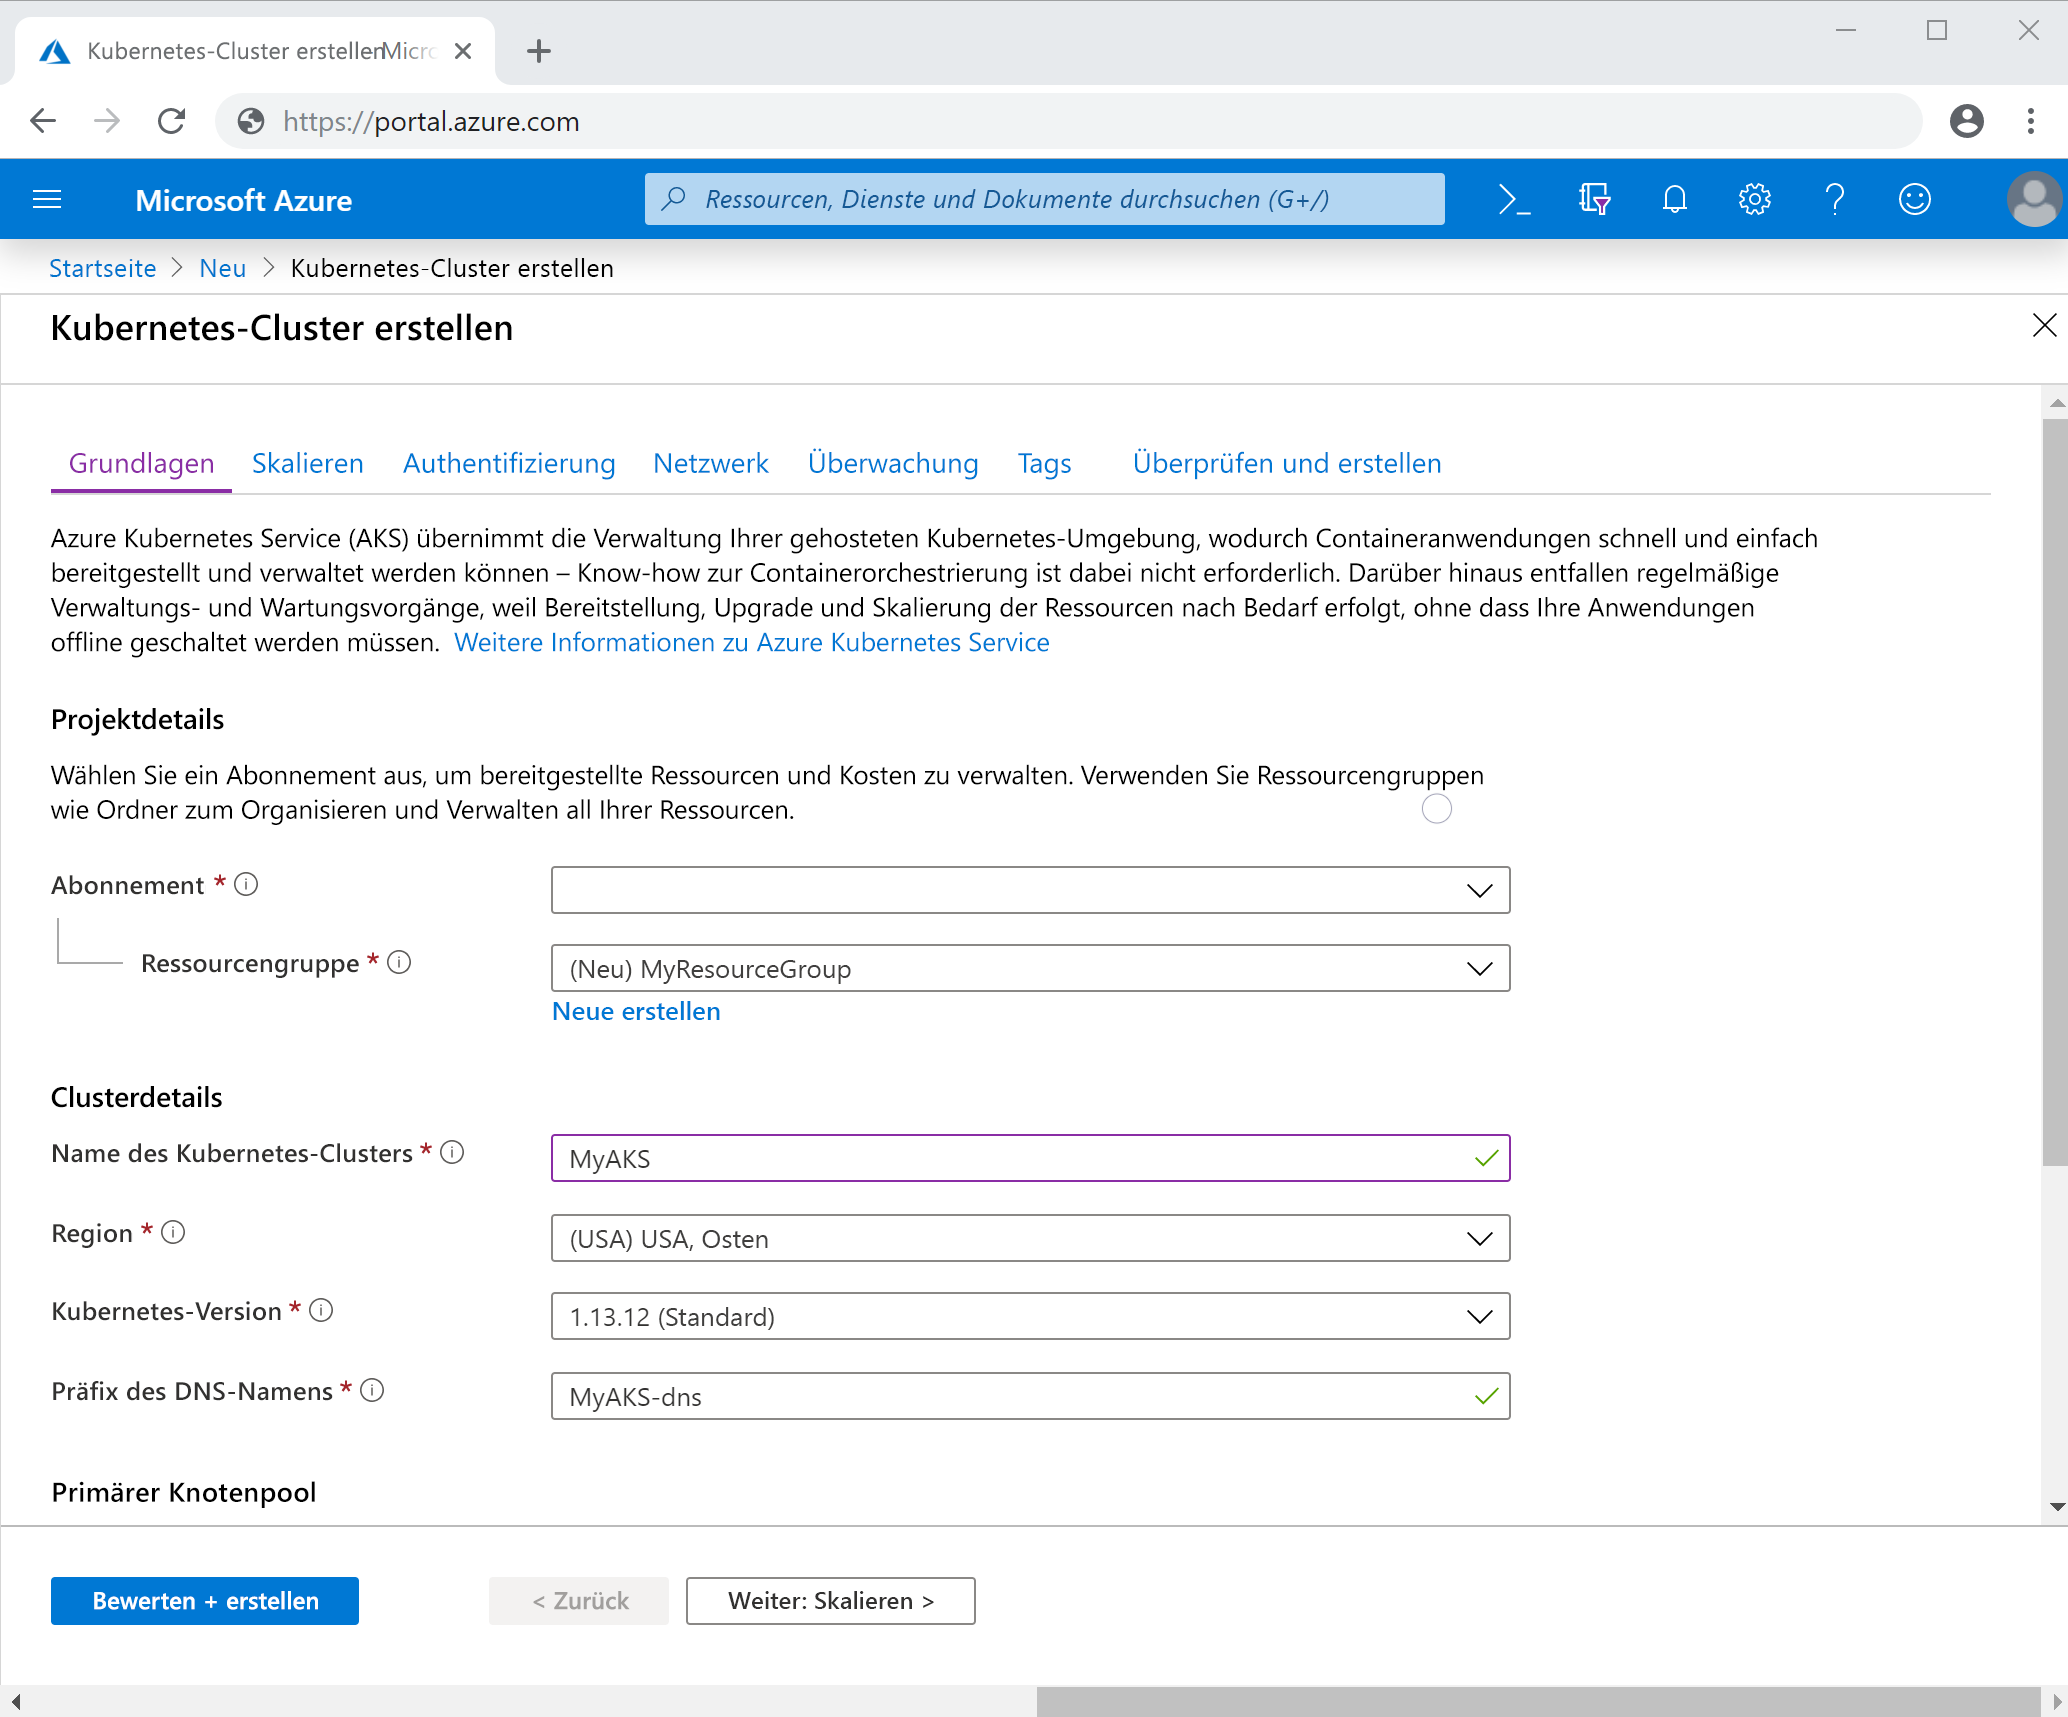 Kubernetes-Cluster erstellen Micro
https://portal.azure.com
Microsoft Azure
Ressourcen, Dienste und Dokumente durchsuchen (G+/)
Startseite > Neu > Kubernetes-Cluster erstellen
Kubernetes-Cluster erstellen
Grundlagen Skalieren Authentifizierung Netzwerk Überwachung Tags Überprüfen und erstellen
Azure Kubernetes Service (AKS) übernimmt die Verwaltung Ihrer gehosteten Kubernetes-Umgebung, wodurch Containeranwendungen schnell und einfach
bereitgestellt und verwaltet werden können – Know-how zur Containerorchestrierung ist dabei nicht erforderlich. Darüber hinaus entfallen regelmäßige
Verwaltungs- und Wartungsvorgänge, weil Bereitstellung, Upgrade und Skalierung der Ressourcen nach Bedarf erfolgt, ohne dass Ihre Anwendungen
offline geschaltet werden müssen. Weitere Informationen zu Azure Kubernetes Service
Projektdetails
Wählen Sie ein Abonnement aus, um bereitgestellte Ressourcen und Kosten zu verwalten. Verwenden Sie Ressourcengruppen
wie Ordner zum Organisieren und Verwalten all Ihrer Ressourcen.
Abonnement *
Ressourcengruppe * (Neu) MyResourceGroup
Neue erstellen
Clusterdetails
Name des Kubernetes-Clusters * MyAKS
Region * (USA) USA, Osten
Kubernetes-Version * 1.13.12 (Standard)
Präfix des DNS-Namens * MyAKS-dns
Primärer Knotenpool
Bewerten + erstellen < Zurück Weiter: Skalieren >